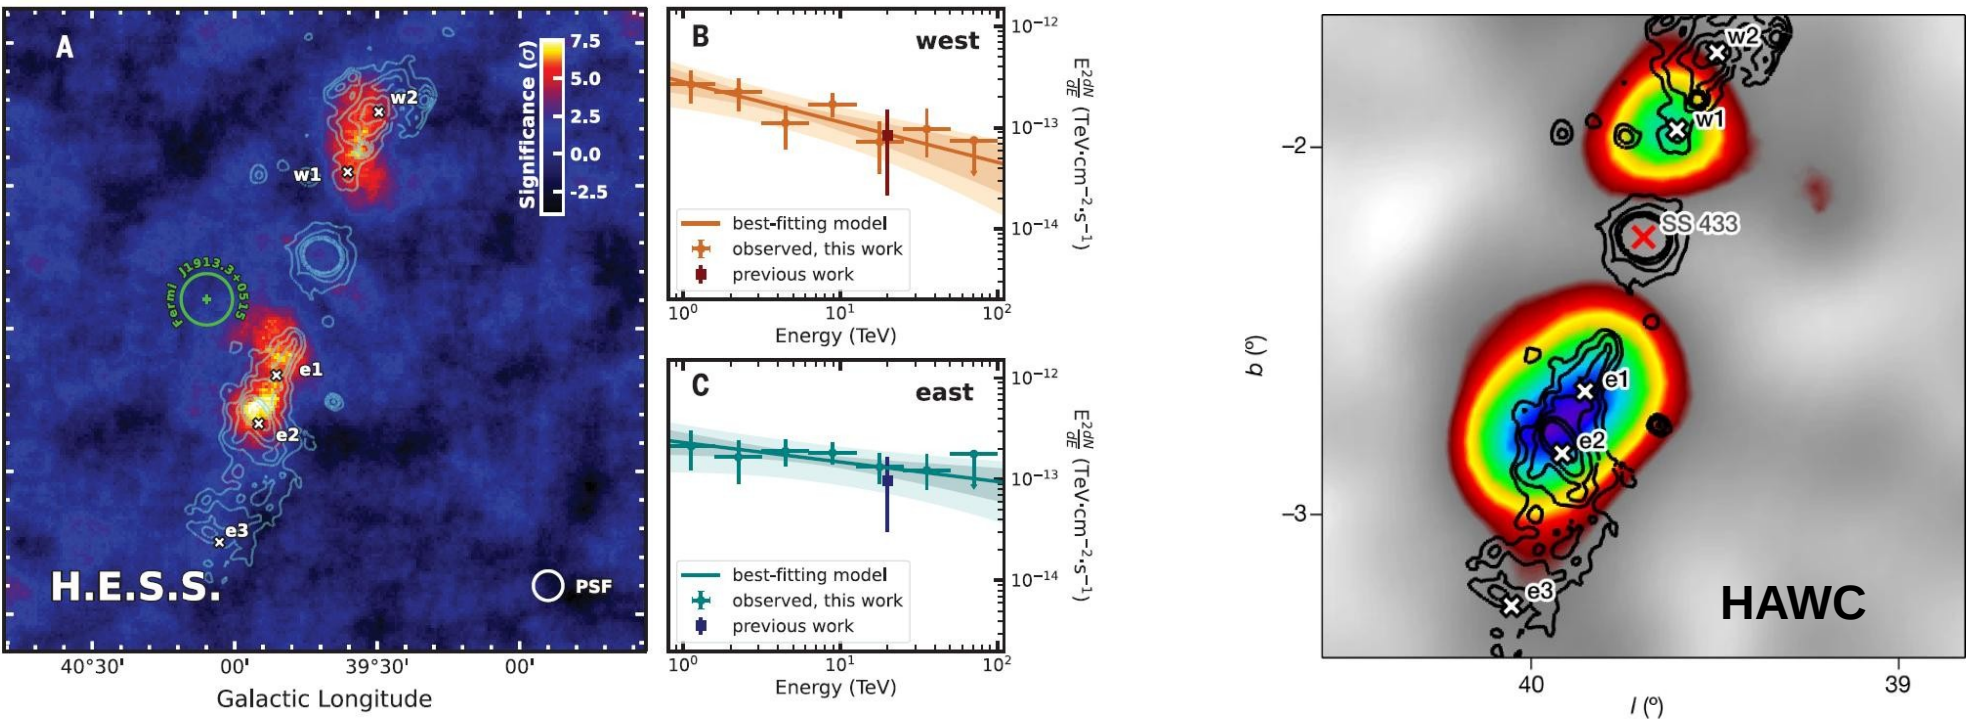 A
Significance (σ)
7.5
5.0
2.5
0.0
-2.5
w2
w1
Fermi J1913.3+0515
e1
e2
e3
H.E.S.S.
PSF
40°30'
00'
39°30'
00'
Galactic Longitude
B
west
10⁻¹²
10⁻¹³
10⁻¹⁴
E² dN/dE (TeV·cm⁻²·s⁻¹)
best-fitting model
observed, this work
previous work
10⁰
10¹
10²
Energy (TeV)
C
east
10⁻¹²
10⁻¹³
10⁻¹⁴
E² dN/dE (TeV·cm⁻²·s⁻¹)
best-fitting model
observed, this work
previous work
10⁰
10¹
10²
Energy (TeV)
w2
w1
SS 433
e1
e2
e3
HAWC
−2
−3
b (°)
40
39
l (°)